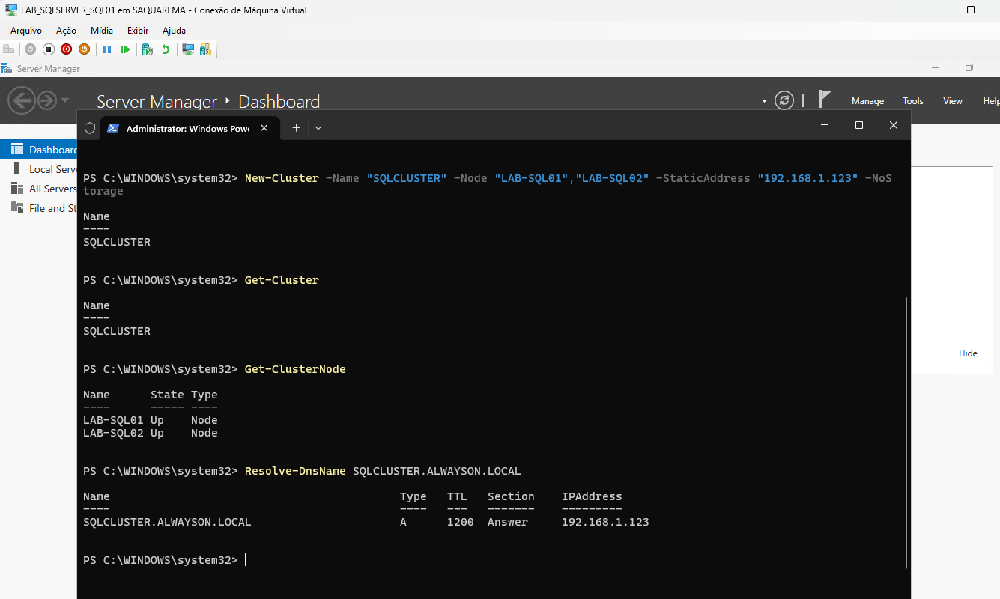 LAB_SQLSERVER_SQL01 em SAQUAREMA - Conexão de Máquina Virtual
Arquivo Ação Mídia Exibir Ajuda
Server Manager
Server Manager Dashboard
Manage Tools View Help
Administrator: Windows Powe
Dashboard
Local Serve
All Servers
File and St
PS C:\WINDOWS\system32> New-Cluster -Name "SQLCLUSTER" -Node "LAB-SQL01","LAB-SQL02" -StaticAddress "192.168.1.123" -NoS
torage
Name
----
SQLCLUSTER
PS C:\WINDOWS\system32> Get-Cluster
Name
----
SQLCLUSTER
Hide
PS C:\WINDOWS\system32> Get-ClusterNode
Name State Type
---- ----- ----
LAB-SQL01 Up Node
LAB-SQL02 Up Node
PS C:\WINDOWS\system32> Resolve-DnsName SQLCLUSTER.ALWAYSON.LOCAL
Name Type TTL Section IPAddress
---- ---- --- ------- ---------
SQLCLUSTER.ALWAYSON.LOCAL A 1200 Answer 192.168.1.123
PS C:\WINDOWS\system32>